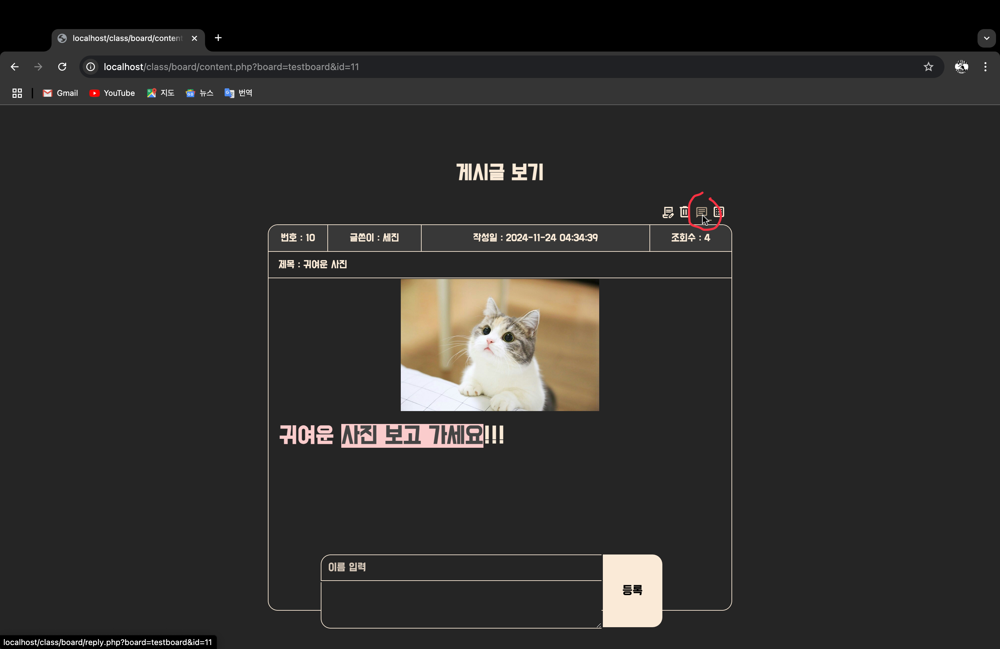 localhost/class/board/content
localhost/class/board/content.php?board=testboard&id=11
Gmail YouTube 지도 뉴스 번역
게시글 보기
번호 : 10 글쓴이 : 세진 작성일 : 2024-11-24 04:34:39 조회수 : 4
제목 : 귀여운 사진
귀여운 사진 보고 가세요!!!
이름 입력
등록
localhost/class/board/reply.php?board=testboard&id=11